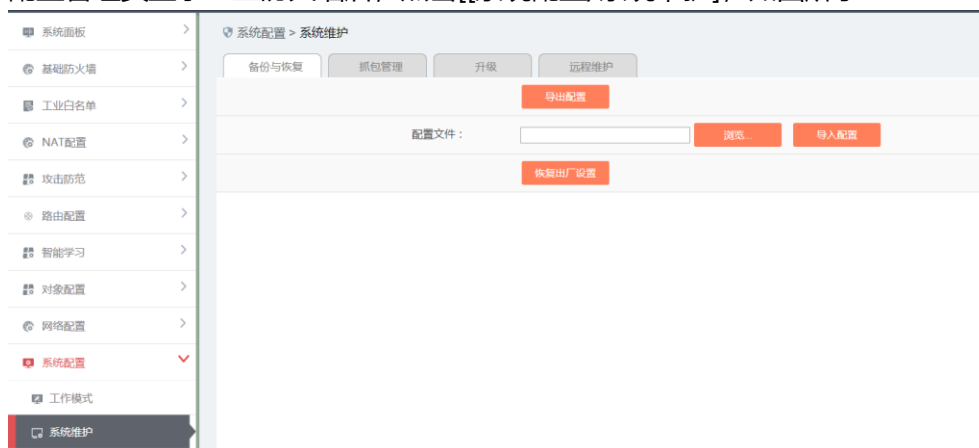 系统面板
基础防火墙
工业白名单
NAT配置
攻击防范
路由配置
智能学习
对象配置
网络配置
系统配置
工作模式
系统维护
系统配置 > 系统维护
备份与恢复 抓包管理 升级 远程维护
导出配置
配置文件： 浏览... 导入配置
恢复出厂设置